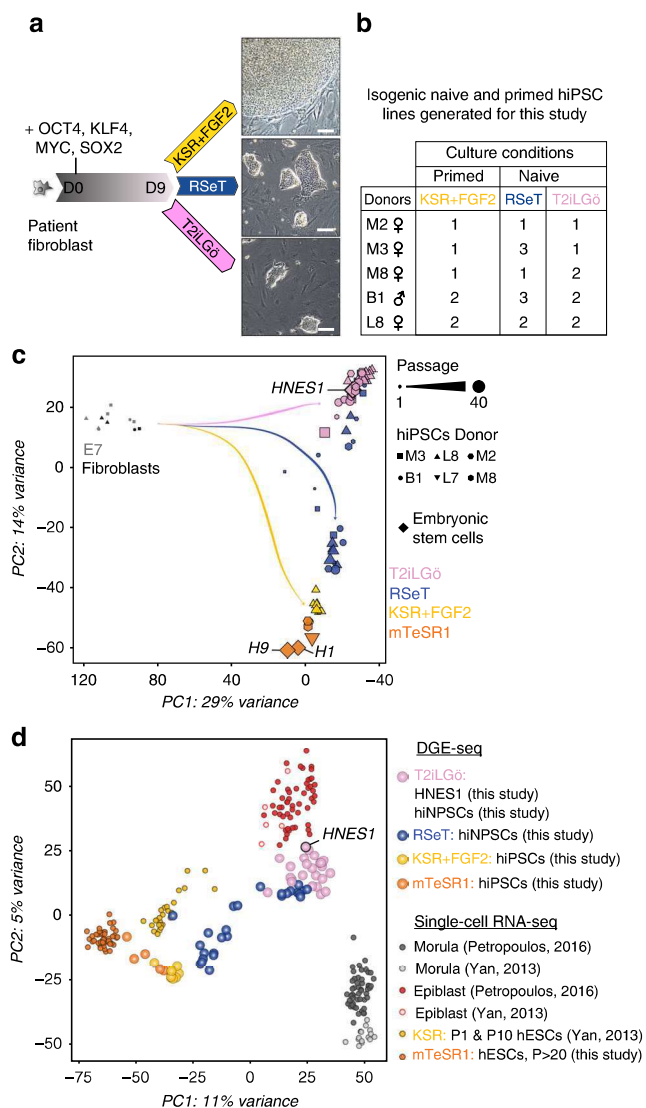 a
+ OCT4, KLF4,
MYC, SOX2
D0
D9
Patient
fibroblast
KSR+FGF2
RSeT
T2iLGö
b
Isogenic naive and primed hiPSC
lines generated for this study
Culture conditions
Primed Naive
Donors KSR+FGF2 RSeT T2iLGö
M2 ♀ 1 1 1
M3 ♀ 1 3 1
M8 ♀ 1 1 2
B1 ♂ 2 3 2
L8 ♀ 2 2 2
c
PC2: 14% variance
20
0
−20
−40
−60
120 80 40 0 −40
PC1: 29% variance
HNES1
E7
Fibroblasts
H9
H1
Passage
1 40
hiPSCs Donor
M3 L8 M2
B1 L7 M8
Embryonic
stem cells
T2iLGö
RSeT
KSR+FGF2
mTeSR1
d
PC2: 5% variance
50
25
0
−25
−50
−75 −50 −25 0 25 50
PC1: 11% variance
HNES1
DGE-seq
T2iLGö:
HNES1 (this study)
hiNPSCs (this study)
RSeT: hiNPSCs (this study)
KSR+FGF2: hiPSCs (this study)
mTeSR1: hiPSCs (this study)
Single-cell RNA-seq
Morula (Petropoulos, 2016)
Morula (Yan, 2013)
Epiblast (Petropoulos, 2016)
Epiblast (Yan, 2013)
KSR: P1 & P10 hESCs (Yan, 2013)
mTeSR1: hESCs, P>20 (this study)